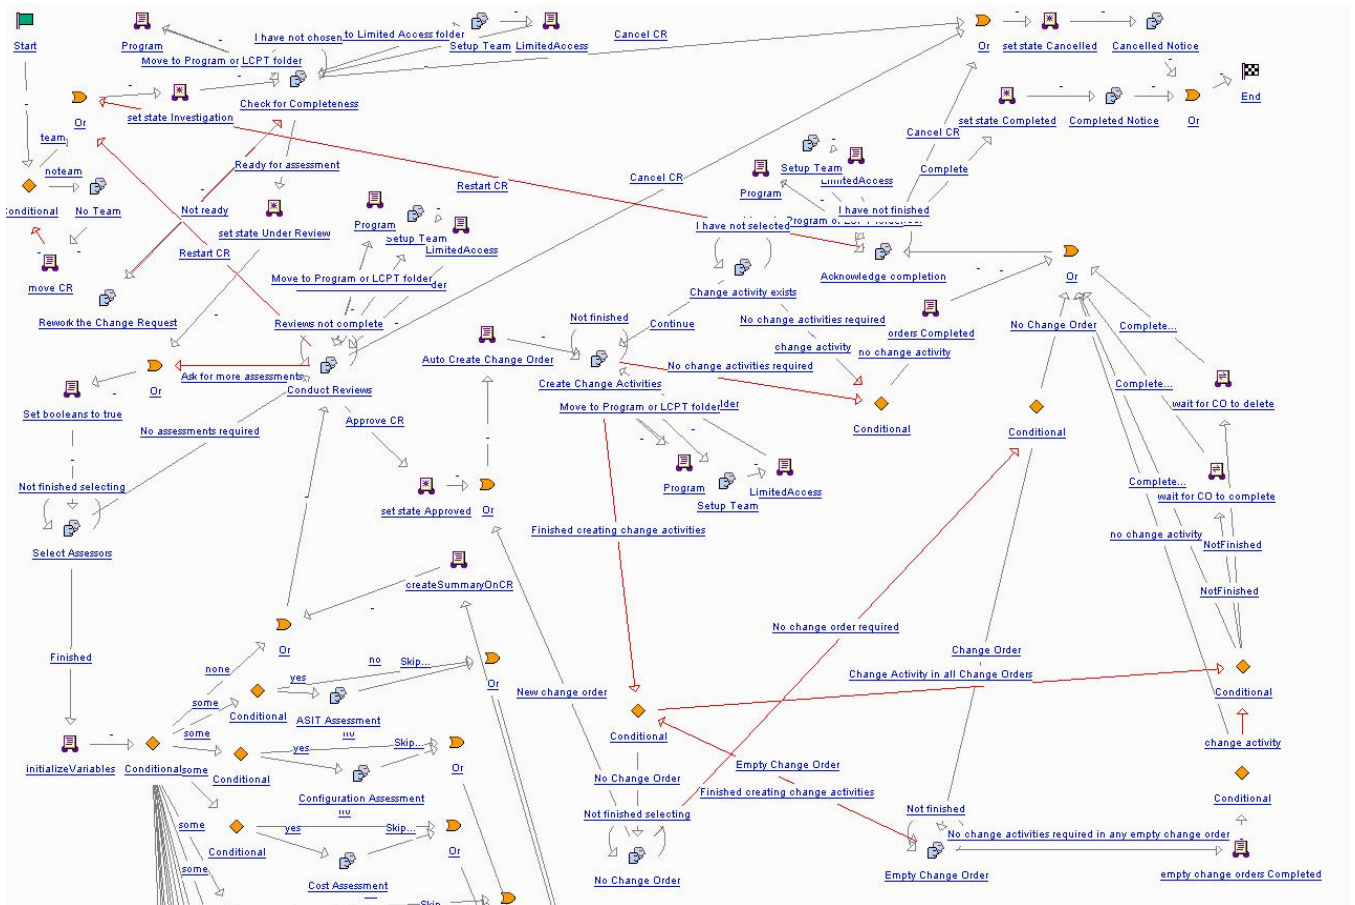 Start
Program
I have not chosen
to Limited Access folder
Setup Team
LimitedAccess
Cancel CR
Or
set state Cancelled
Cancelled Notice
Move to Program or LCPT folder
Check for Completeness
End
Or
set state Investigation
set state Completed
Completed Notice
Or
team
Cancel CR
Ready for assessment
Setup Team
LimitedAccess
Complete
noteam
Cancel CR
Restart CR
Program
Conditional
No Team
Not ready
Program
I have not finished
set state Under Review
Setup Team
LimitedAccess
I have not selected
Program or LCPT folder
Restart CR
Acknowledge completion
Or
move CR
Move to Program or LCPT folder
der
Change activity exists
Rework the Change Request
Reviews not complete
Not finished
Continue
No change activities required
orders Completed
No Change Order
Complete...
Auto Create Change Order
change activity
no change activity
Ask for more assessments
Or
Conduct Reviews
Create Change Activities
No change activities required
Complete...
Set booleans to true
Move to Program or LCPT folder
lder
wait for CO to delete
No assessments required
Approve CR
Conditional
Conditional
Not finished selecting
Program
LimitedAccess
Complete...
wait for CO to complete
set state Approved
Or
Setup Team
Select Assessors
Finished creating change activities
no change activity
NotFinished
createSummaryOnCR
NotFinished
No change order required
Finished
none
Or
no
Skip...
Change Order
yes
Or
Change Activity in all Change Orders
New change order
Conditional
some
Conditional
ASIT Assessment
some
no
Conditional
yes
Skip...
change activity
initializeVariables
Conditional
some
Conditional
Or
Empty Change Order
No Change Order
Finished creating change activities
Configuration Assessment
Conditional
no
Not finished selecting
Not finished
some
yes
Skip...
No change activities required in any empty change order
Conditional
Or
some
Cost Assessment
No Change Order
Empty Change Order
empty change orders Completed
Skip